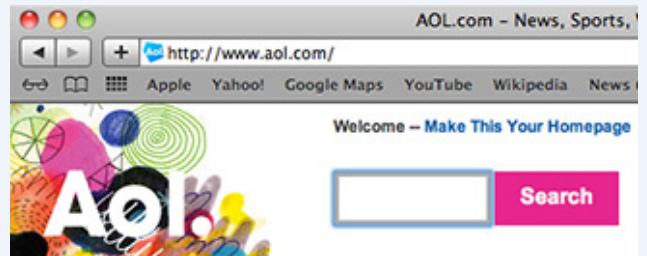 AOL.com – News, Sports,
http://www.aol.com/
Apple Yahoo! Google Maps YouTube Wikipedia News
Welcome -- Make This Your Homepage
Aol.
Search